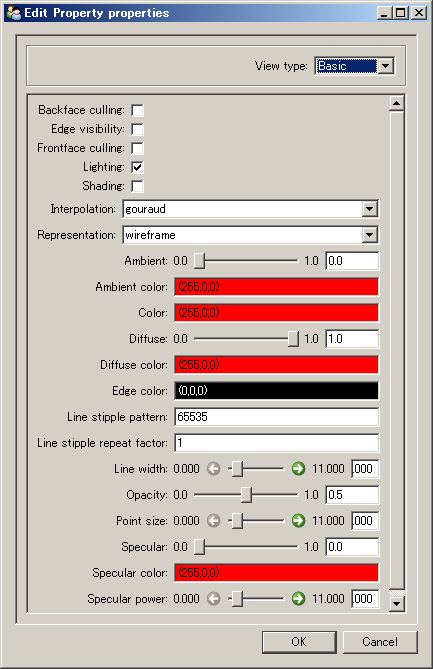 Edit Property properties
View type: Basic
Backface culling:
Edge visibility:
Frontface culling:
Lighting:
Shading:
Interpolation: gouraud
Representation: wireframe
Ambient: 0.0 1.0 0.0
Ambient color: (255,0,0)
Color: (255,0,0)
Diffuse: 0.0 1.0 1.0
Diffuse color: (255,0,0)
Edge color: (0,0,0)
Line stipple pattern: 65535
Line stipple repeat factor: 1
Line width: 0.000 11.000 .000
Opacity: 0.0 1.0 0.5
Point size: 0.000 11.000 .000
Specular: 0.0 1.0 0.0
Specular color: (255,0,0)
Specular power: 0.000 11.000 .000
OK Cancel